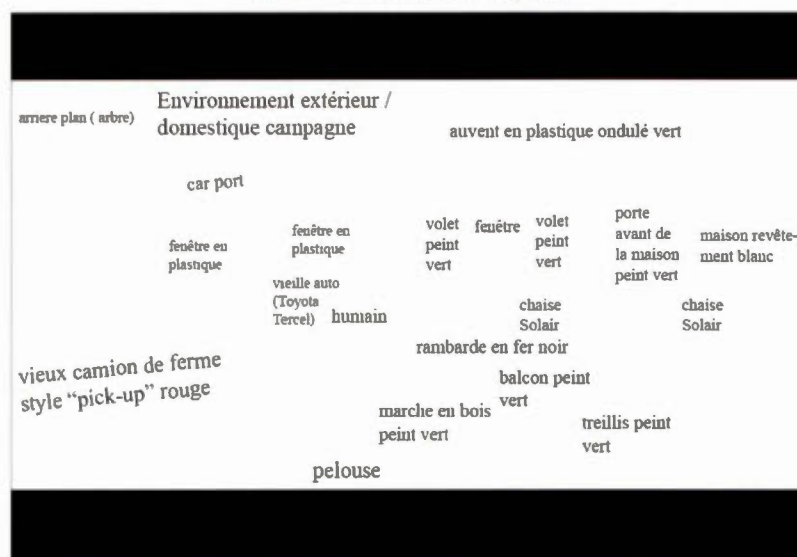 Environnement extérieur /
domestique campagne
arriere plan ( arbre)
auvent en plastique ondulé vert
car port
fenêtre en
plastique
fenêtre en
plastique
volet
peint
vert
fenêtre
volet
peint
vert
porte
avant de
la maison
peint vert
maison revête-
ment blanc
vieille auto
(Toyota
Tercel)
humain
chaise
Solair
chaise
Solair
rambarde en fer noir
vieux camion de ferme
style “pick-up” rouge
balcon peint
vert
marche en bois
peint vert
treillis peint
vert
pelouse